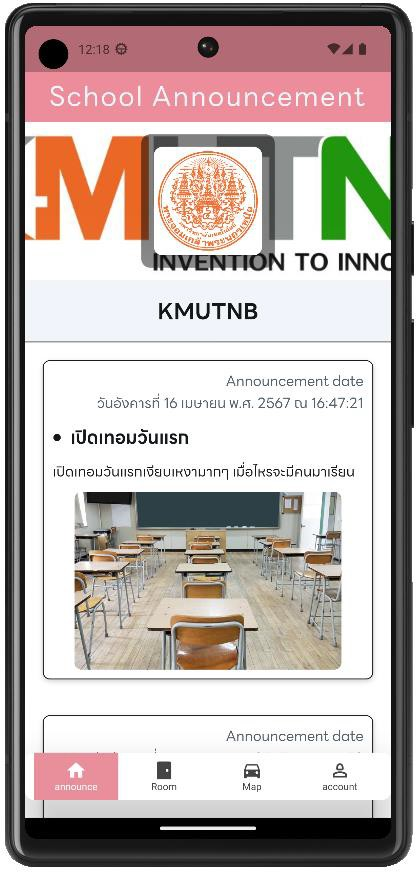 12:18
School Announcement
KMUTN
INVENTION TO INNO
KMUTNB
Announcement date
วันอังคารที่ 16 เมษายน พ.ศ. 2567 ณ 16:47:21
• เปิดเทอมวันแรก
เปิดเทอมวันแรกเงียบเหงามากๆ เมื่อไหร่จะมีคนมาเรียน
Announcement date
announce
Room
Map
account